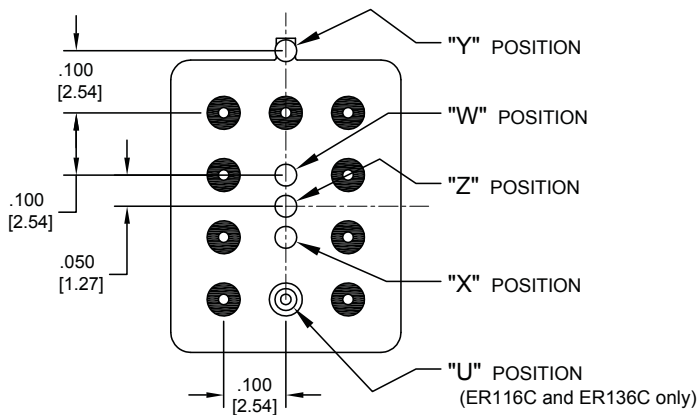 "Y" POSITION
.100
[2.54]
"W" POSITION
"Z" POSITION
.100
[2.54]
.050
[1.27]
"X" POSITION
"U" POSITION
.100
[2.54]
(ER116C and ER136C only)